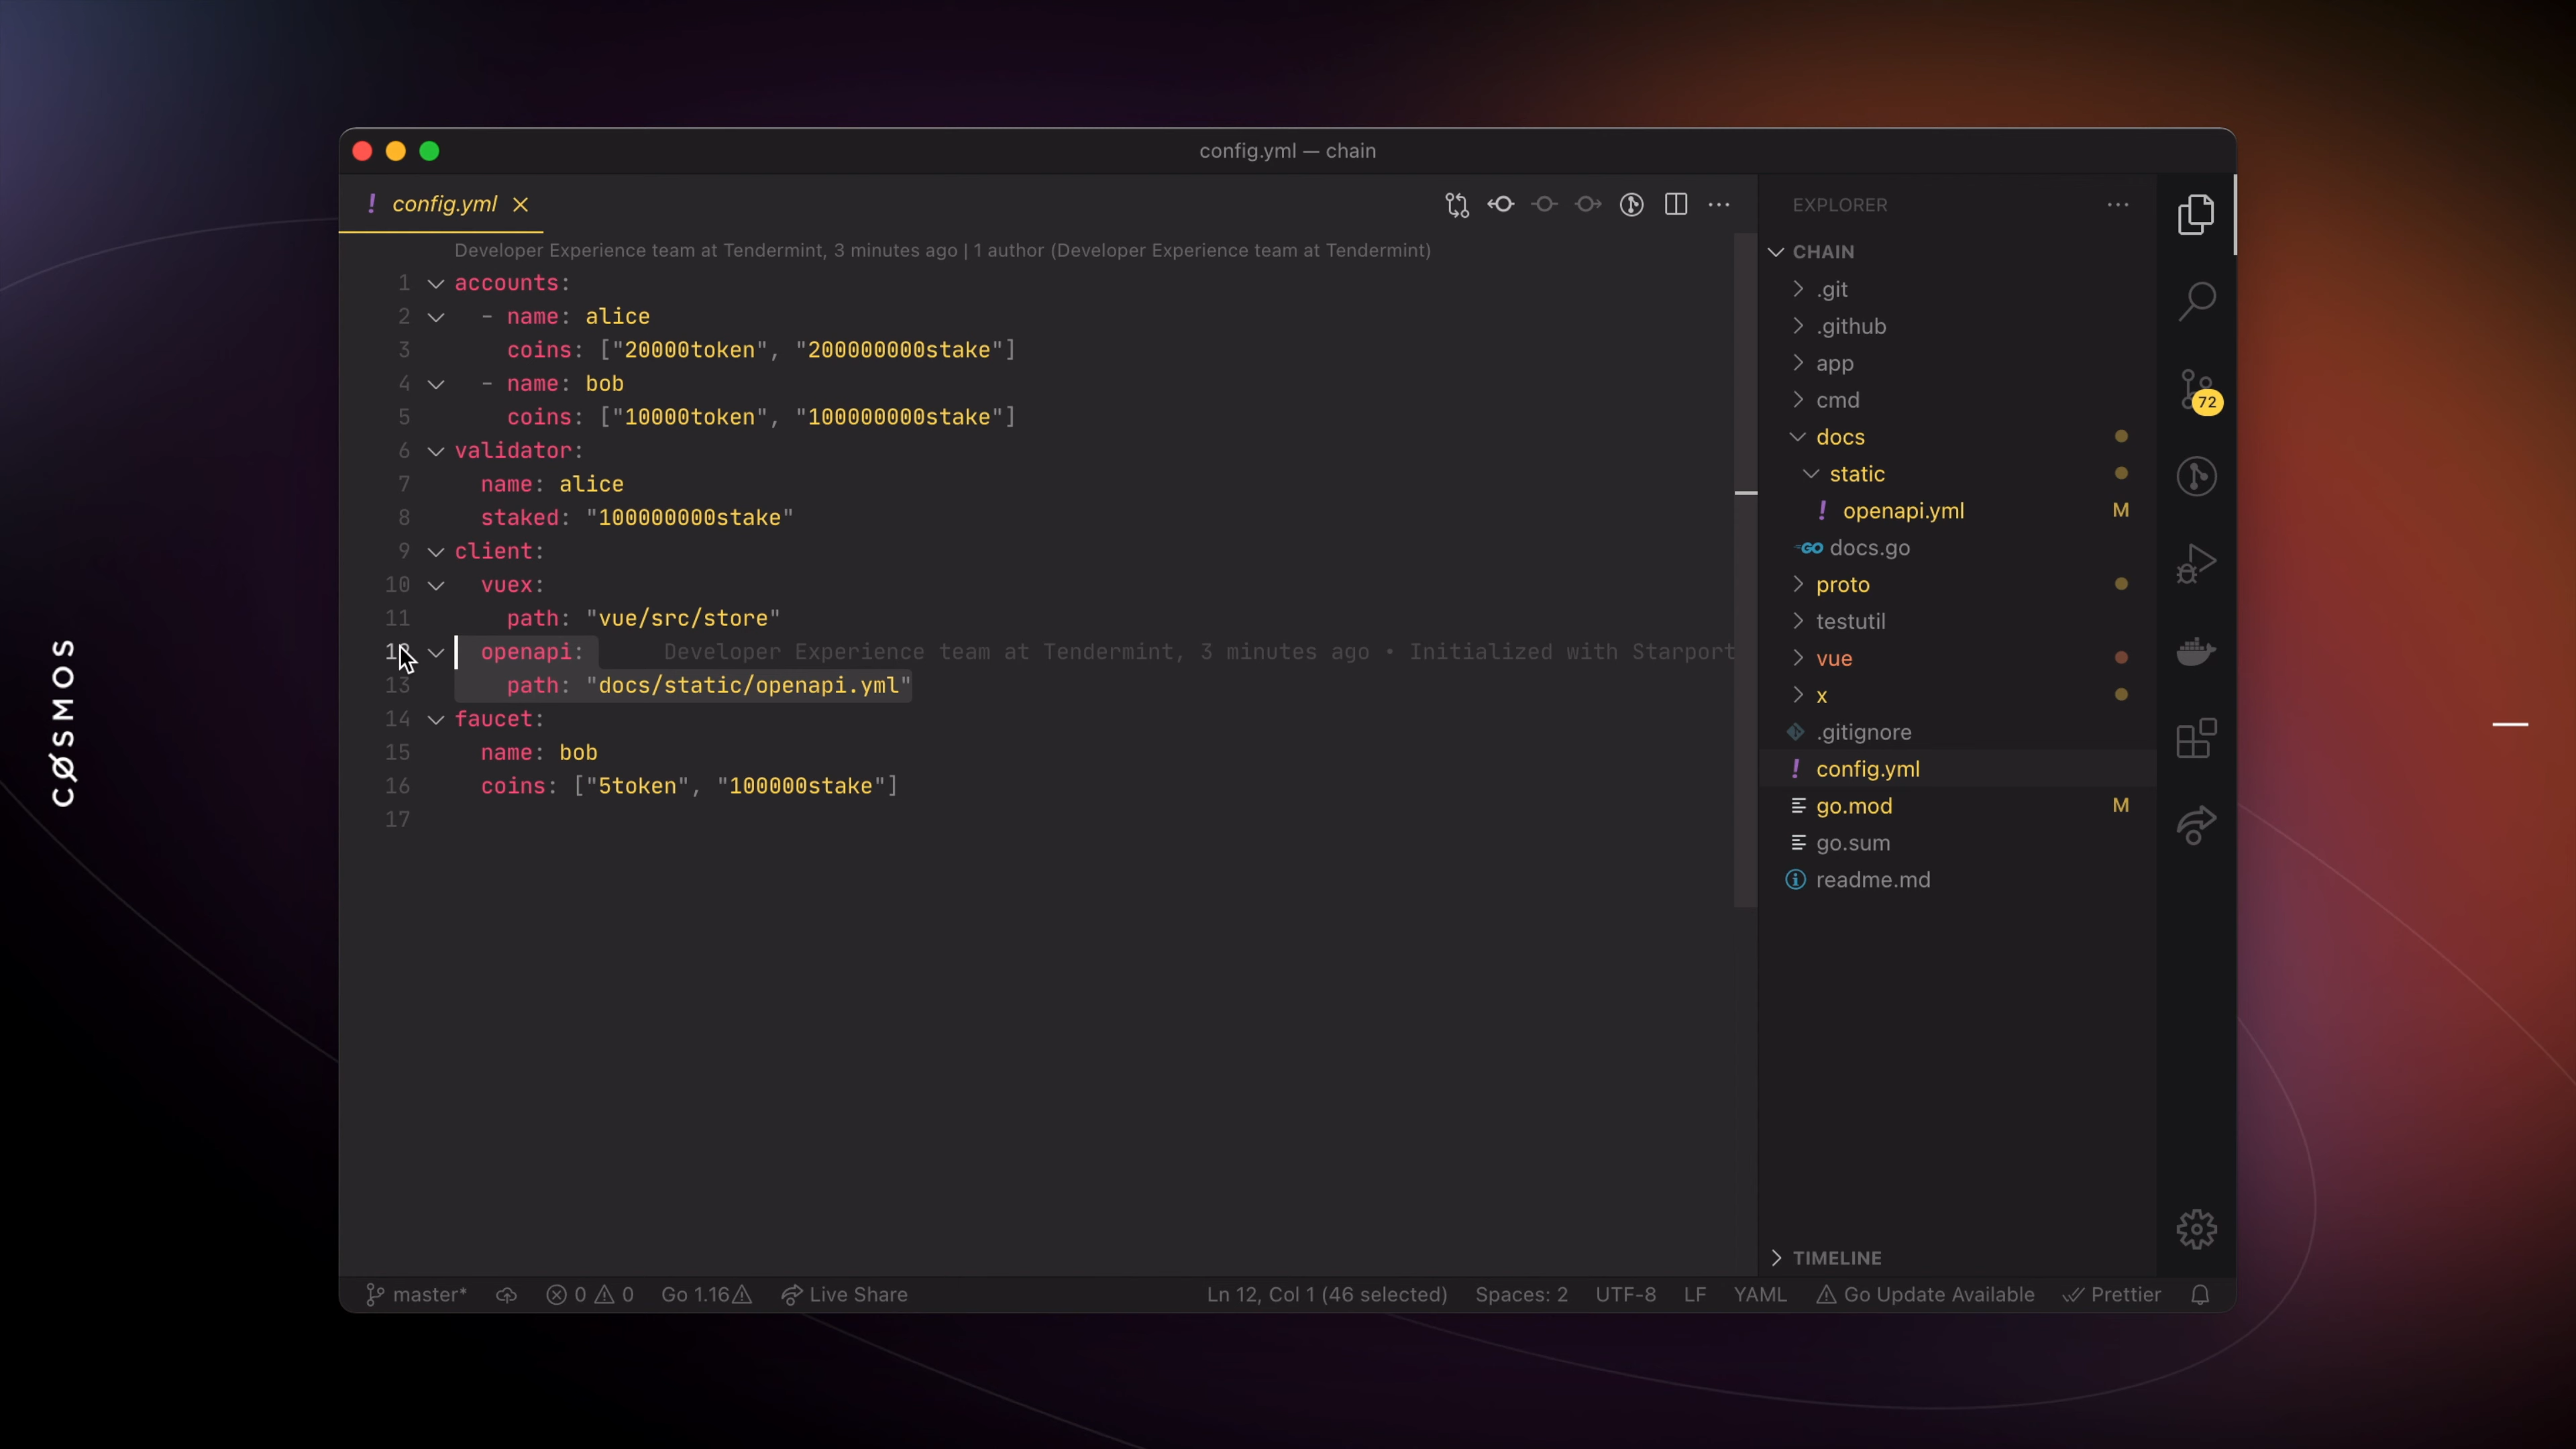 config.yml — chain
config.yml
Developer Experience team at Tendermint, 3 minutes ago | 1 author (Developer Experience team at Tendermint)
1 accounts:
2 - name: alice
3 coins: ["20000token", "200000000stake"]
4 - name: bob
5 coins: ["10000token", "100000000stake"]
6 validator:
7 name: alice
8 staked: "100000000stake"
9 client:
10 vuex:
11 path: "vue/src/store"
openapi: Developer Experience team at Tendermint, 3 minutes ago • Initialized with Starport
13 path: "docs/static/openapi.yml"
14 faucet:
15 name: bob
16 coins: ["5token", "100000stake"]
17
EXPLORER
CHAIN
.git
.github
app
cmd
docs
static
openapi.yml M
docs.go
proto
testutil
vue
x
.gitignore
config.yml
go.mod M
go.sum
readme.md
TIMELINE
72
master* 0 0 Go 1.16 Live Share Ln 12, Col 1 (46 selected) Spaces: 2 UTF-8 LF YAML Go Update Available Prettier
CØSMOS